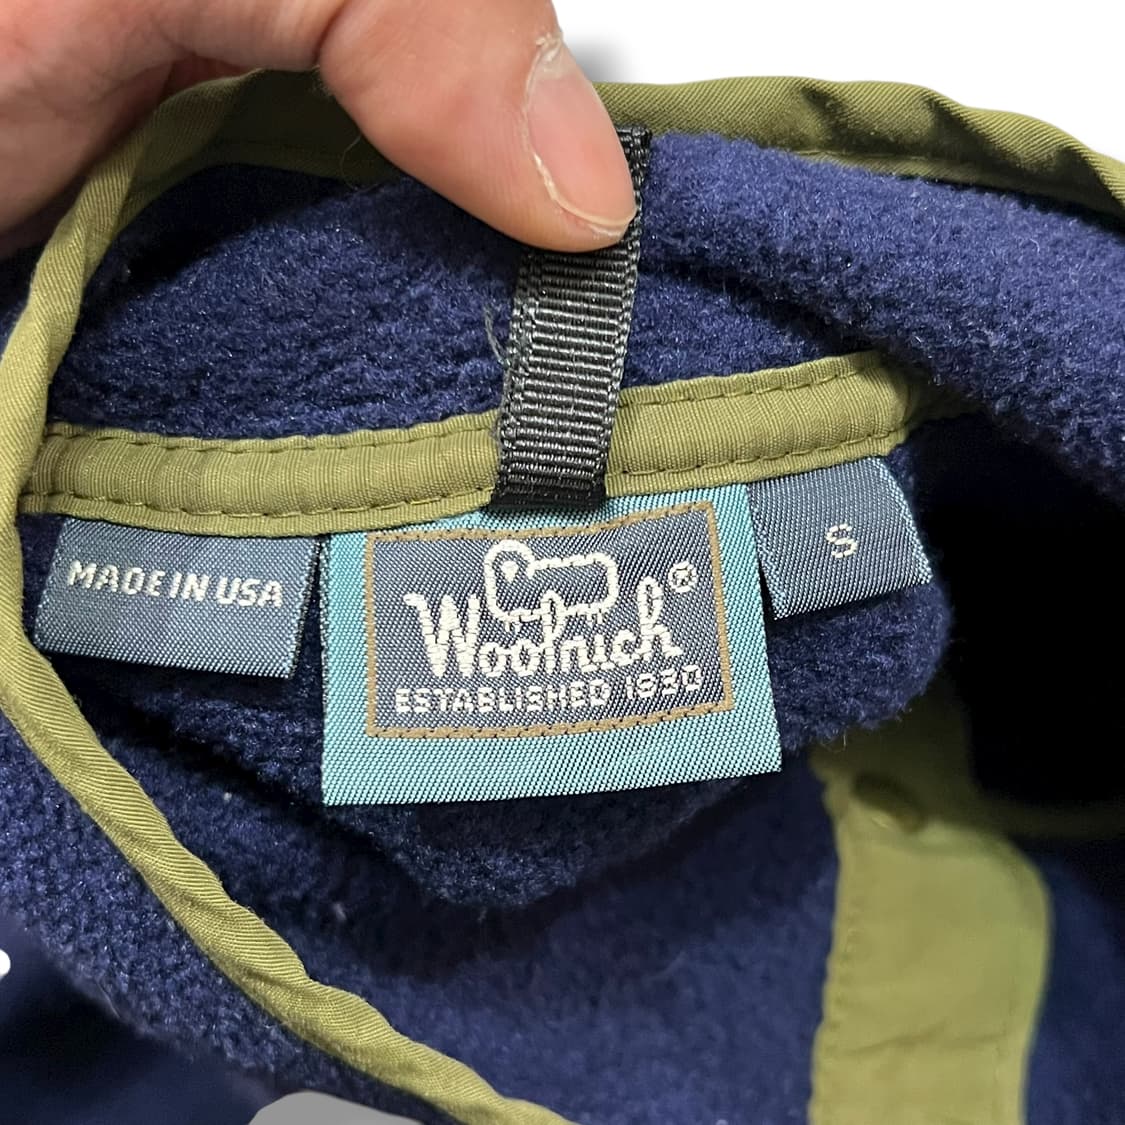 MADE IN USA
Woolrich®
ESTABLISHED 1830
S